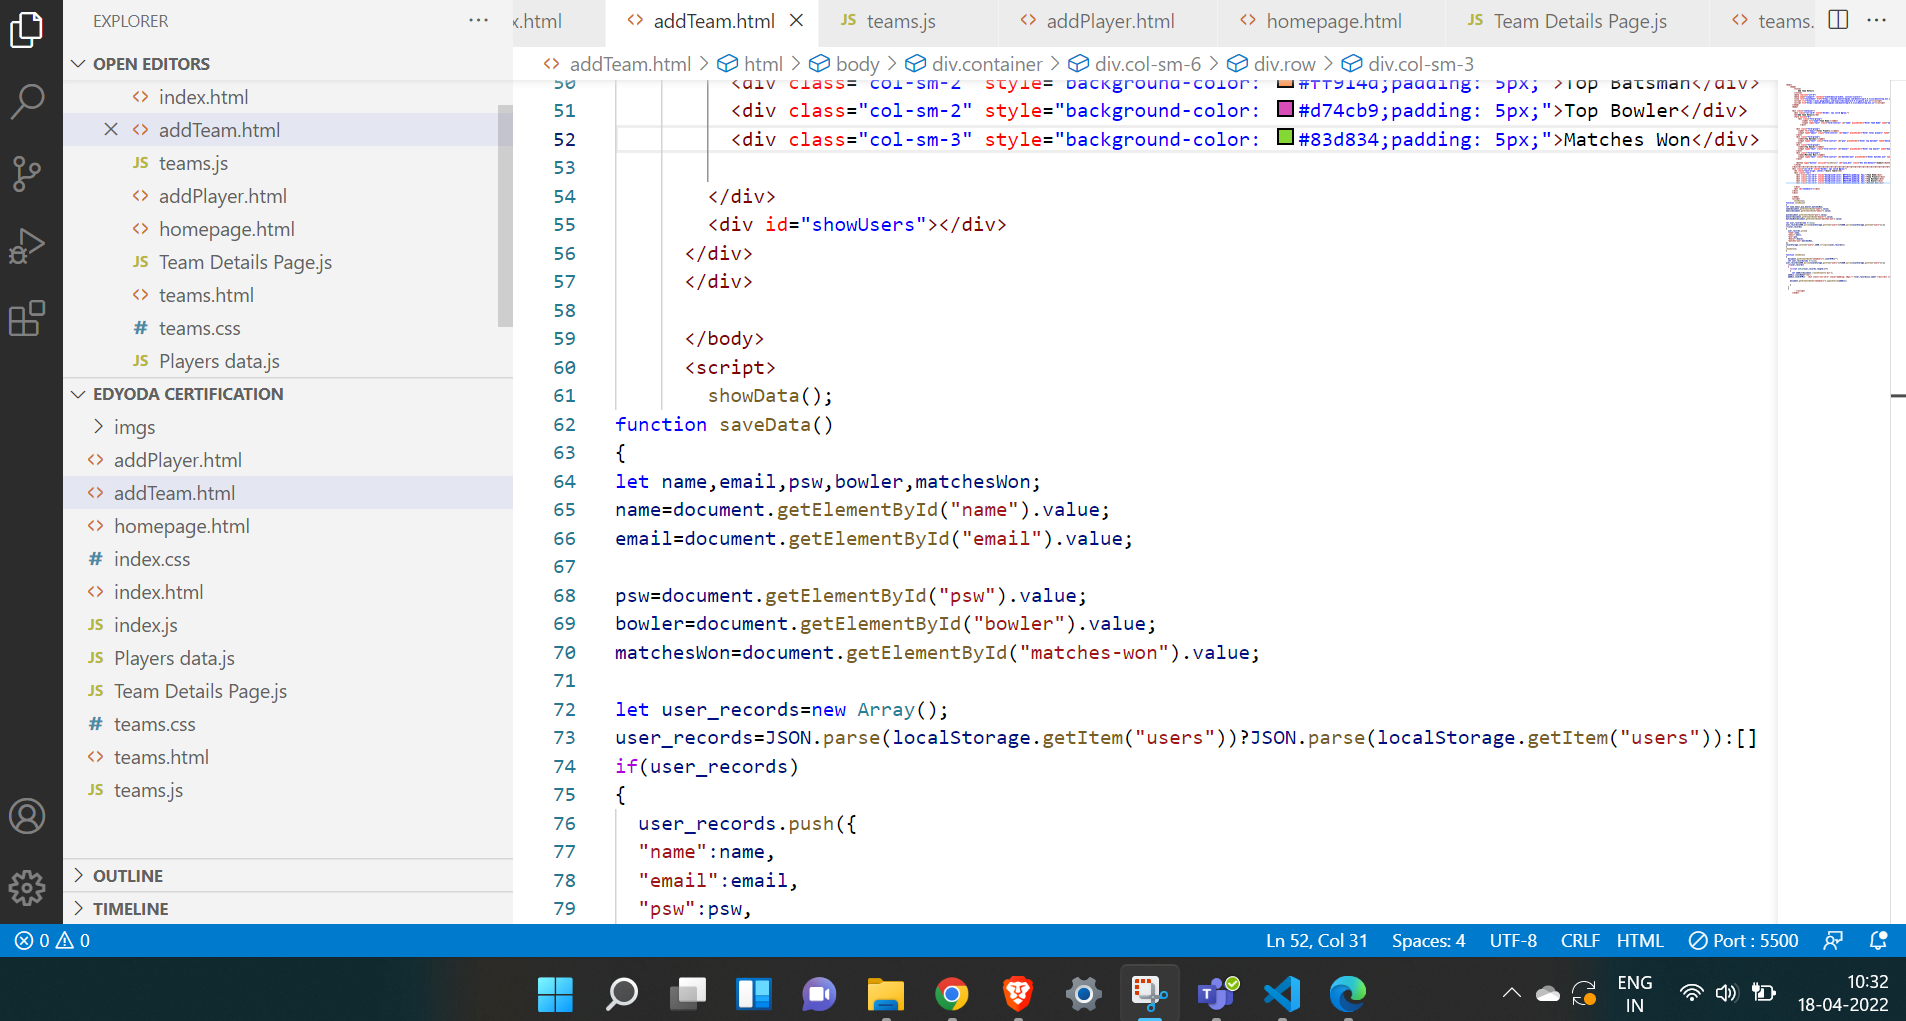 EXPLORER
OPEN EDITORS
index.html
addTeam.html
JS teams.js
addPlayer.html
homepage.html
JS Team Details Page.js
teams.html
# teams.css
JS Players data.js
EDYODA CERTIFICATION
imgs
addPlayer.html
addTeam.html
homepage.html
# index.css
index.html
JS index.js
JS Players data.js
JS Team Details Page.js
# teams.css
teams.html
JS teams.js
OUTLINE
TIMELINE
x.html <> addTeam.html JS teams.js <> addPlayer.html <> homepage.html JS Team Details Page.js <> teams.
<> addTeam.html > html > body > div.container > div.col-sm-6 > div.row > div.col-sm-3
50 <div class="col-sm-2" style="background-color: #ff914d;padding: 5px;">Top Batsman</div>
51 <div class="col-sm-2" style="background-color: #d74cb9;padding: 5px;">Top Bowler</div>
52 <div class="col-sm-3" style="background-color: #83d834;padding: 5px;">Matches Won</div>
53
54 </div>
55 <div id="showUsers"></div>
56 </div>
57 </div>
58
59 </body>
60 <script>
61 showData();
62 function saveData()
63 {
64 let name,email,psw,bowler,matchesWon;
65 name=document.getElementById("name").value;
66 email=document.getElementById("email").value;
67
68 psw=document.getElementById("psw").value;
69 bowler=document.getElementById("bowler").value;
70 matchesWon=document.getElementById("matches-won").value;
71
72 let user_records=new Array();
73 user_records=JSON.parse(localStorage.getItem("users"))?JSON.parse(localStorage.getItem("users")):[]
74 if(user_records)
75 {
76 user_records.push({
77 "name":name,
78 "email":email,
79 "psw":psw,
0 0 Ln 52, Col 31 Spaces: 4 UTF-8 CRLF HTML Port : 5500
ENG
IN
10:32
18-04-2022